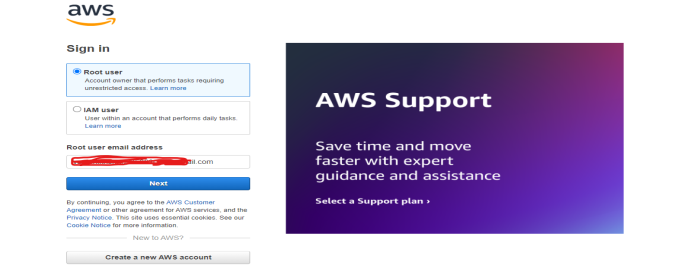 aws
Sign in
Root user
Account owner that performs tasks requiring
unrestricted access. Learn more
IAM user
User within an account that performs daily tasks.
Learn more
Root user email address
il.com
Next
By continuing, you agree to the AWS Customer
Agreement or other agreement for AWS services, and the
Privacy Notice. This site uses essential cookies. See our
Cookie Notice for more information.
New to AWS?
Create a new AWS account
AWS Support
Save time and move
faster with expert
guidance and assistance
Select a Support plan ›